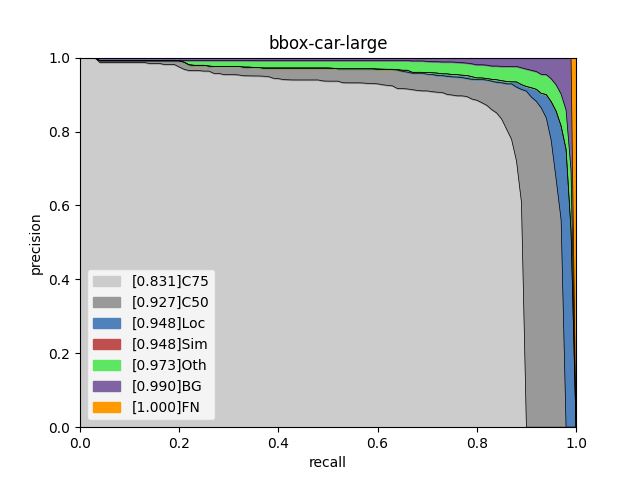 bbox-car-large
precision
1.0
0.8
0.6
0.4
0.2
0.0
[0.831]C75
[0.927]C50
[0.948]Loc
[0.948]Sim
[0.973]Oth
[0.990]BG
[1.000]FN
0.0 0.2 0.4 0.6 0.8 1.0
recall